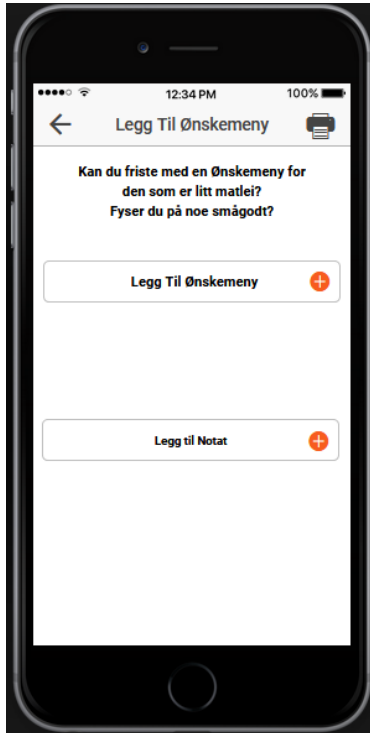 12:34 PM 100%
Legg Til Ønskemeny
Kan du friste med en Ønskemeny for
den som er litt matlei?
Fyser du på noe smågodt?
Legg Til Ønskemeny
Legg til Notat